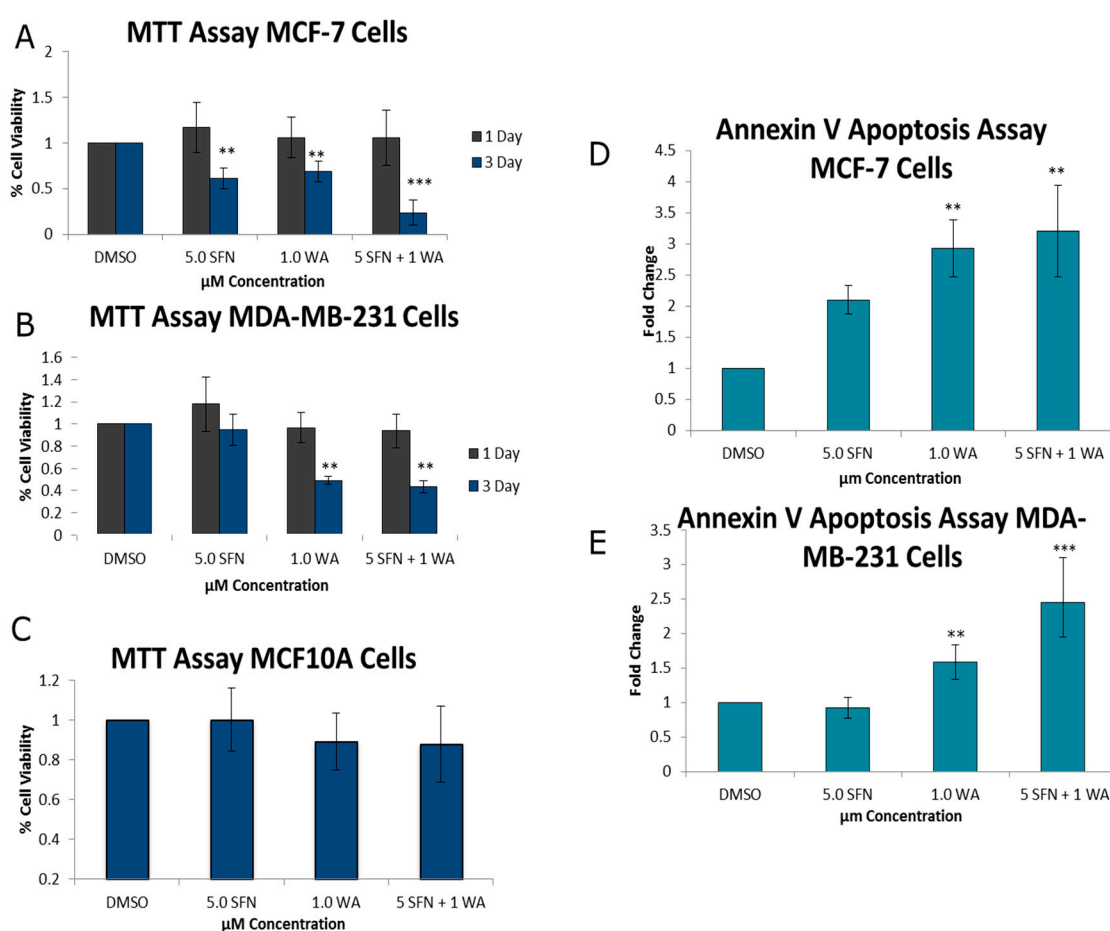 A
MTT Assay MCF-7 Cells
2
1.5
1
0.5
0
% Cell Viability
**
**
***
1 Day
3 Day
DMSO
5.0 SFN
1.0 WA
5 SFN + 1 WA
µM Concentration
B
MTT Assay MDA-MB-231 Cells
1.6
1.4
1.2
1
0.8
0.6
0.4
0.2
0
% Cell Viability
**
**
1 Day
3 Day
DMSO
5.0 SFN
1.0 WA
5 SFN + 1 WA
µM Concentration
C
MTT Assay MCF10A Cells
1.2
1
0.8
0.6
0.4
0.2
% Cell Viability
DMSO
5.0 SFN
1.0 WA
5 SFN + 1 WA
µM Concentration
D
Annexin V Apoptosis Assay
MCF-7 Cells
4.5
4
3.5
3
2.5
2
1.5
1
0.5
0
Fold Change
**
**
DMSO
5.0 SFN
1.0 WA
5 SFN + 1 WA
µm Concentration
E
Annexin V Apoptosis Assay MDA-
MB-231 Cells
3.5
3
2.5
2
1.5
1
0.5
0
Fold Change
**
***
DMSO
5.0 SFN
1.0 WA
5 SFN + 1 WA
µm Concentration